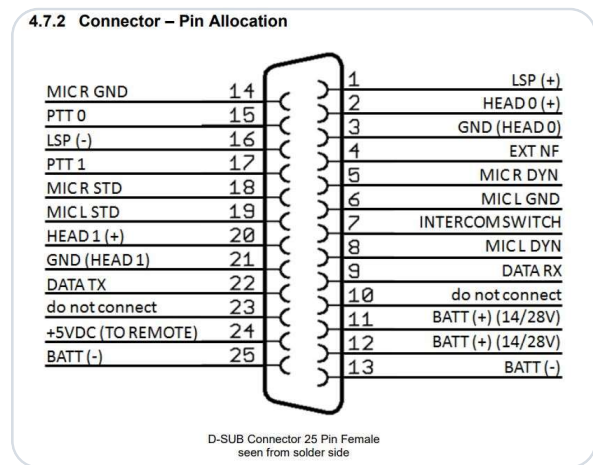 4.7.2 Connector – Pin Allocation
MIC R GND 14
PTT 0 15
LSP (-) 16
PTT 1 17
MIC R STD 18
MIC L STD 19
HEAD 1 (+) 20
GND (HEAD 1) 21
DATA TX 22
do not connect 23
+5VDC (TO REMOTE) 24
BATT (-) 25
1 LSP (+)
2 HEAD 0 (+)
3 GND (HEAD 0)
4 EXT NF
5 MIC R DYN
6 MIC L GND
7 INTERCOM SWITCH
8 MIC L DYN
9 DATA RX
10 do not connect
11 BATT (+) (14/28V)
12 BATT (+) (14/28V)
13 BATT (-)
D-SUB Connector 25 Pin Female
seen from solder side